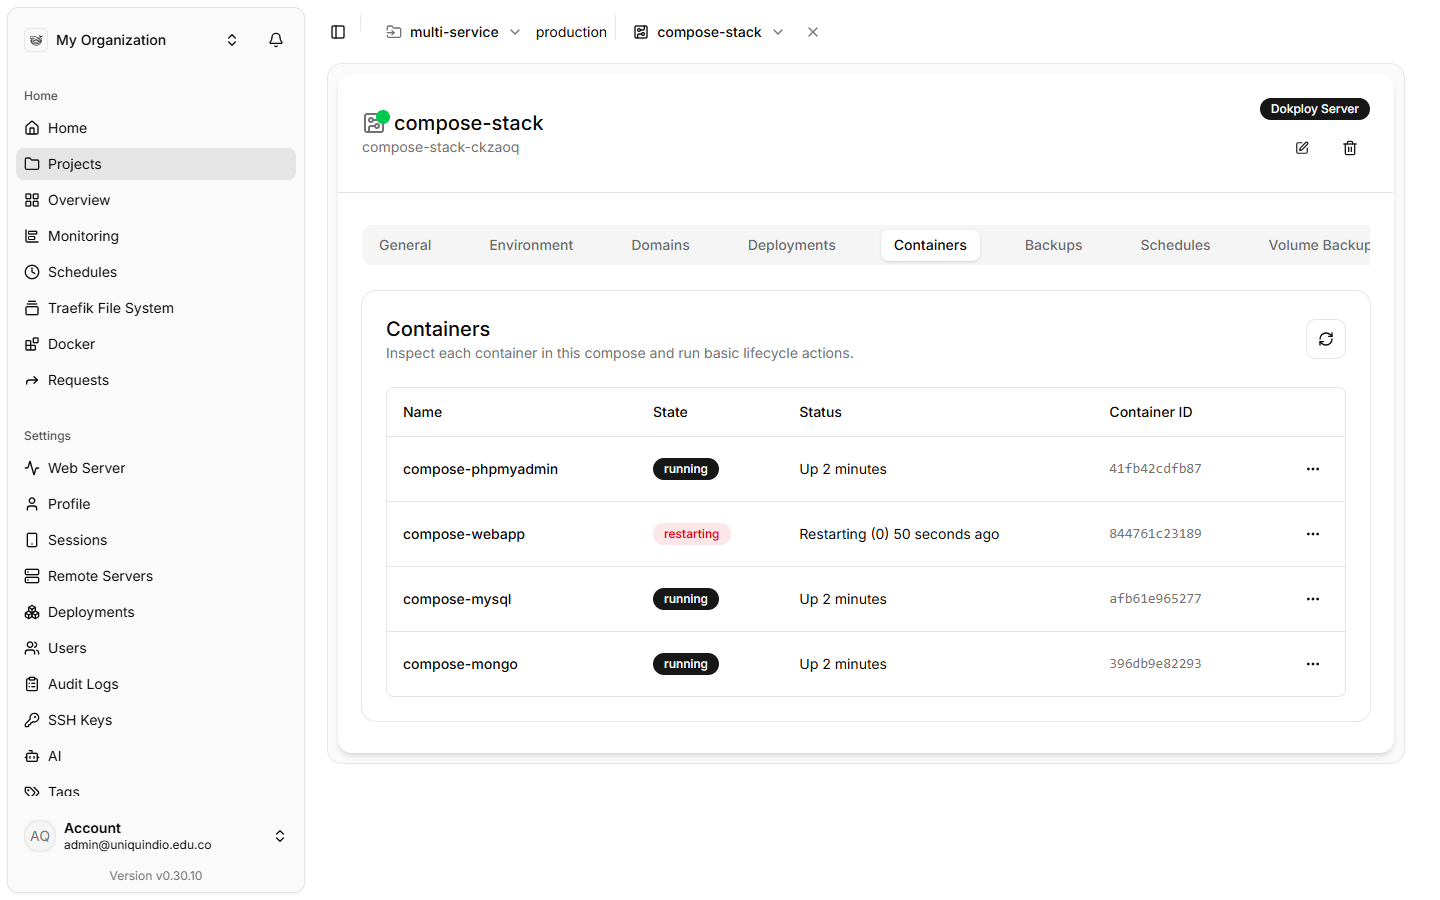 My Organization
Home
Home
Projects
Overview
Monitoring
Schedules
Traefik File System
Docker
Requests
Settings
Web Server
Profile
Sessions
Remote Servers
Deployments
Users
Audit Logs
SSH Keys
AI
Tags
AQ
Account
admin@uniquindio.edu.co
Version v0.30.10
multi-service
production
compose-stack
compose-stack
compose-stack-ckzaoq
Dokploy Server
General
Environment
Domains
Deployments
Containers
Backups
Schedules
Volume Backup
Containers
Inspect each container in this compose and run basic lifecycle actions.
Name State Status Container ID
compose-phpmyadmin running Up 2 minutes 41fb42cdfb87
compose-webapp restarting Restarting (0) 50 seconds ago 844761c23189
compose-mysql running Up 2 minutes afb61e965277
compose-mongo running Up 2 minutes 396db9e82293